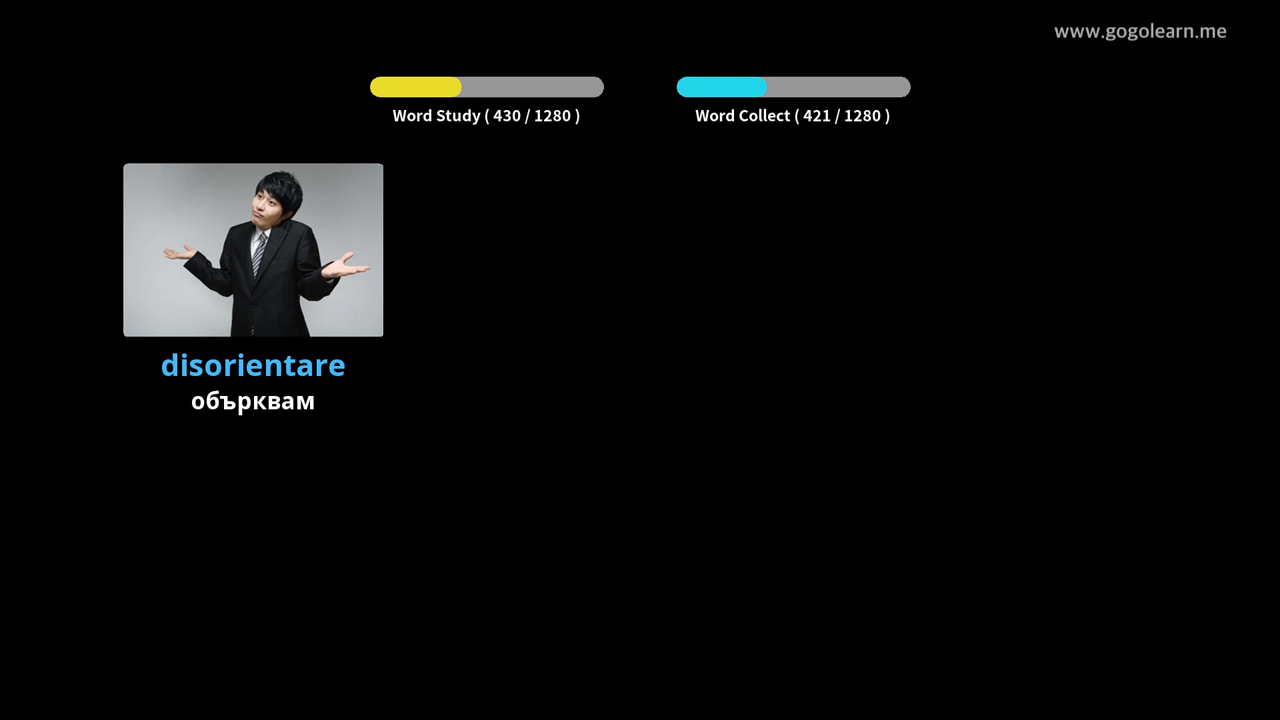 www.gogolearn.me
Word Study ( 430 / 1280 )
Word Collect ( 421 / 1280 )
disorientare
обърквам